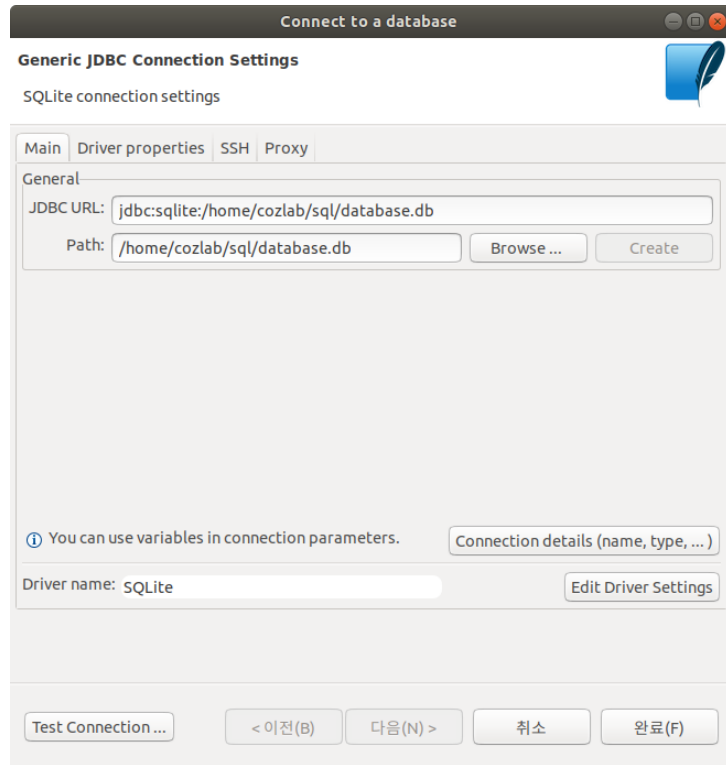 Connect to a database
Generic JDBC Connection Settings
SQLite connection settings
Main Driver properties SSH Proxy
General
JDBC URL: jdbc:sqlite:/home/cozlab/sql/database.db
Path: /home/cozlab/sql/database.db Browse ... Create
You can use variables in connection parameters. Connection details (name, type, ... )
Driver name: SQLite Edit Driver Settings
Test Connection ... < 이전(B) 다음(N) > 취소 완료(F)